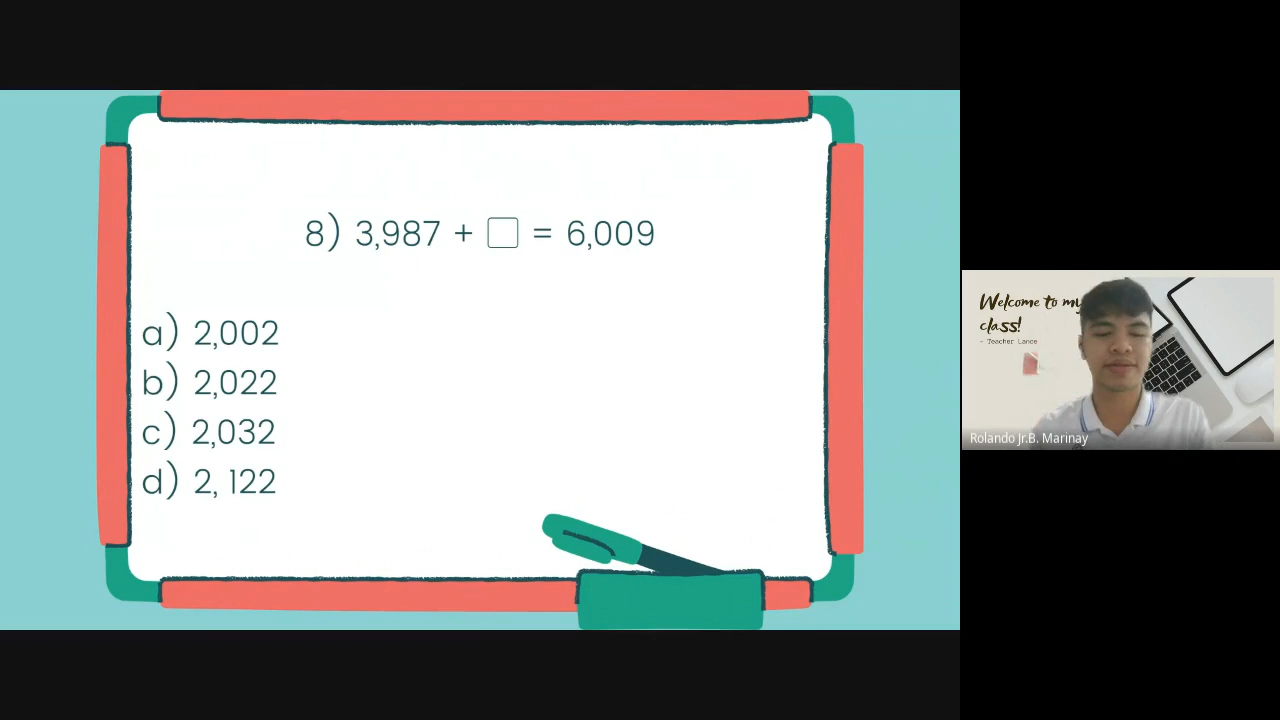 8) 3,987 + □ = 6,009
a) 2,002
b) 2,022
c) 2,032
d) 2, 122
Welcome to my
class!
- Teacher Lance
Rolando Jr.B. Marinay